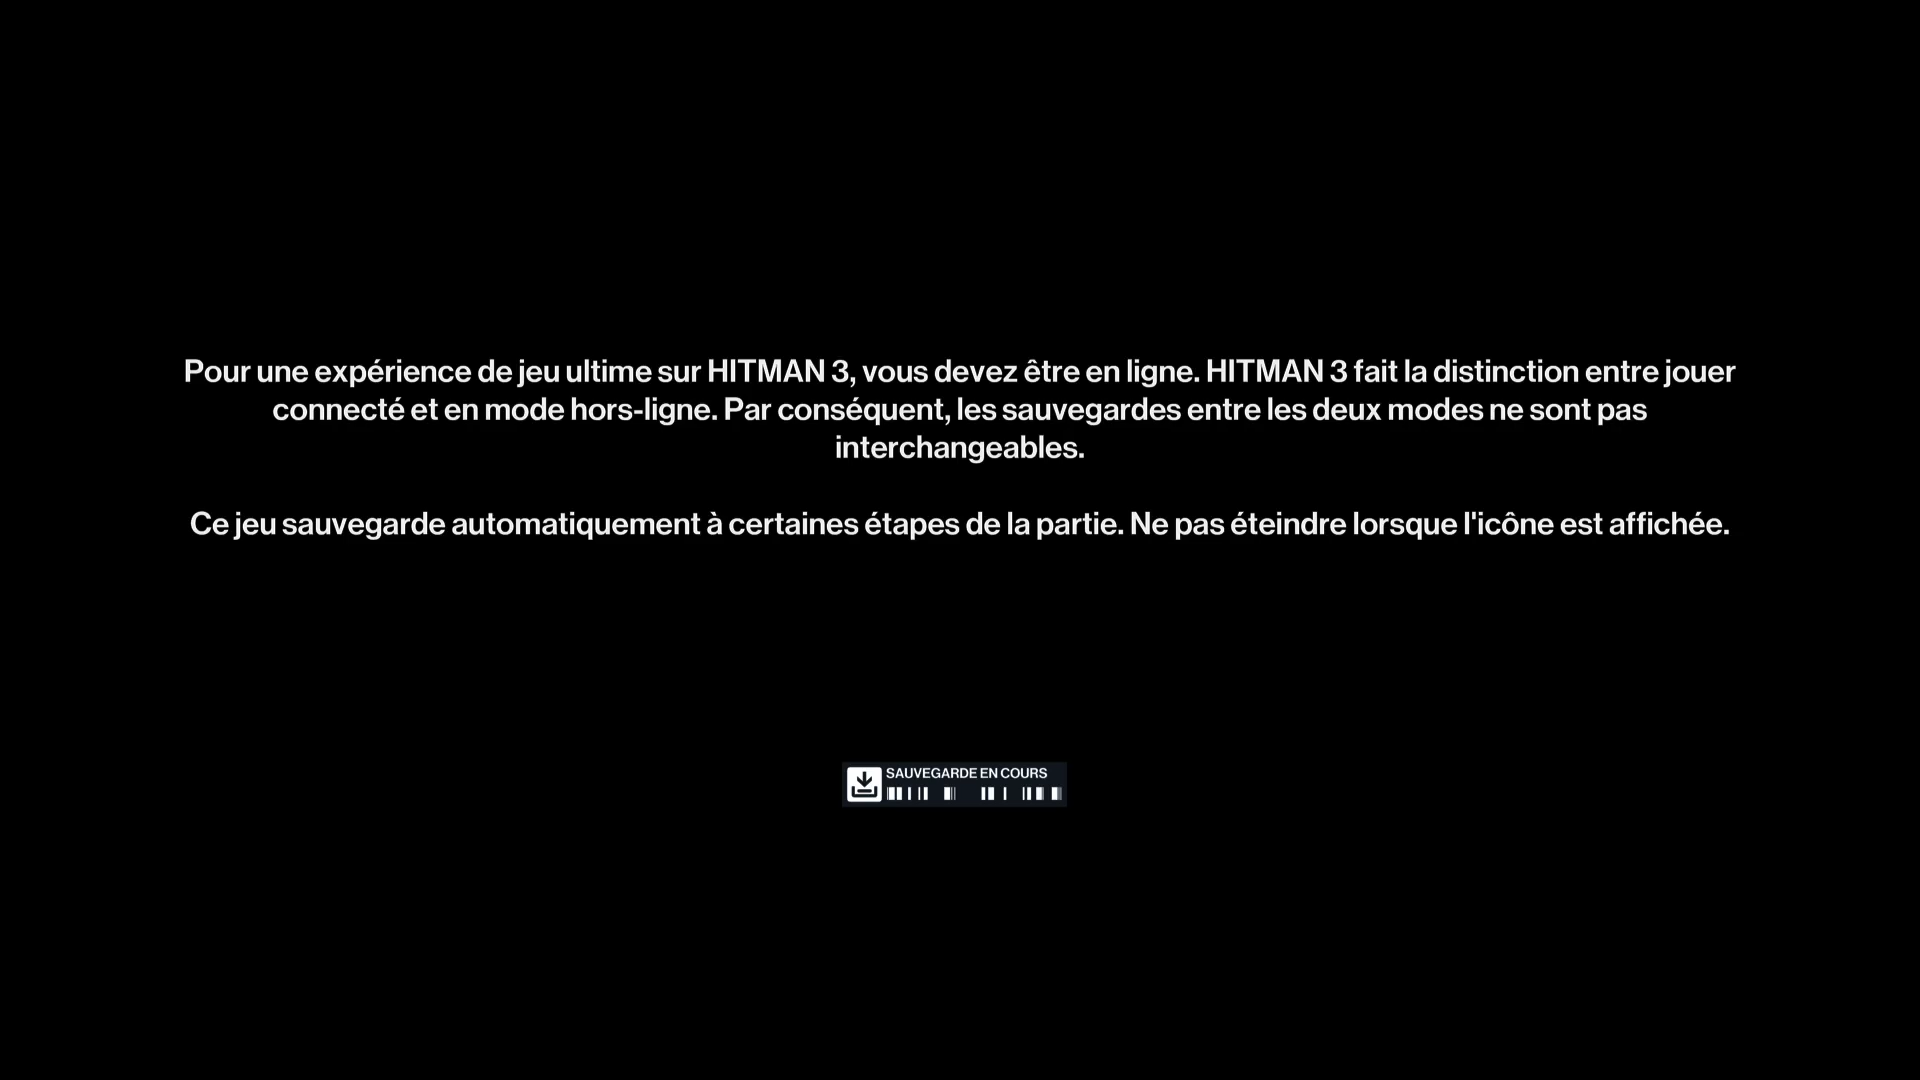 Pour une expérience de jeu ultime sur HITMAN 3, vous devez être en ligne. HITMAN 3 fait la distinction entre jouer
connecté et en mode hors-ligne. Par conséquent, les sauvegardes entre les deux modes ne sont pas
interchangeables.
Ce jeu sauvegarde automatiquement à certaines étapes de la partie. Ne pas éteindre lorsque l'icône est affichée.
SAUVEGARDE EN COURS